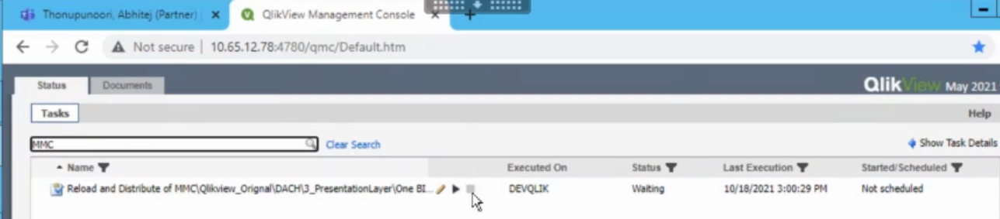 Thonupunoori, Abhitej (Partner) QlikView Management Console
Not secure | 10.65.12.78:4780/qmc/Default.htm
Status Documents QlikView May 2021
Tasks Help
MMC Clear Search Show Task Details
Name Executed On Status Last Execution Started/Scheduled
Reload and Distribute of MMC\Qlikview_Orignal\DACH\3_PresentationLayer\One BI... DEVQLIK Waiting 10/18/2021 3:00:29 PM Not scheduled